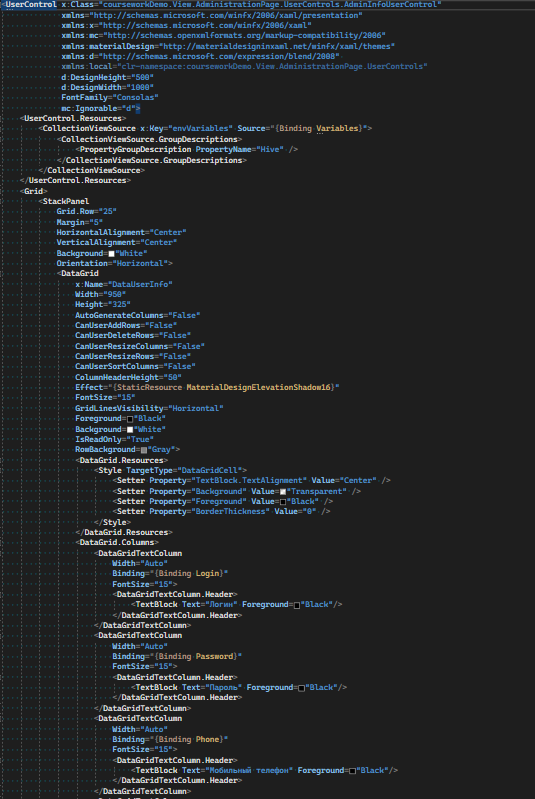 <UserControl x:Class="courseworkDemo.View.AdministrationPage.UserControls.AdminInfoUserControl"
xmlns="http://schemas.microsoft.com/winfx/2006/xaml/presentation"
xmlns:x="http://schemas.microsoft.com/winfx/2006/xaml"
xmlns:mc="http://schemas.openxmlformats.org/markup-compatibility/2006"
xmlns:materialDesign="http://materialdesigninxaml.net/winfx/xaml/themes"
xmlns:d="http://schemas.microsoft.com/expression/blend/2008"
xmlns:local="clr-namespace:courseworkDemo.View.AdministrationPage.UserControls"
d:DesignHeight="500"
d:DesignWidth="1000"
FontFamily="Consolas"
mc:Ignorable="d">
<UserControl.Resources>
<CollectionViewSource x:Key="envVariables" Source="{Binding Variables}">
<CollectionViewSource.GroupDescriptions>
<PropertyGroupDescription PropertyName="Hive" />
</CollectionViewSource.GroupDescriptions>
</CollectionViewSource>
</UserControl.Resources>
<Grid>
<StackPanel
Grid.Row="25"
Margin="5"
HorizontalAlignment="Center"
VerticalAlignment="Center"
Background="White"
Orientation="Horizontal">
<DataGrid
x:Name="DataUserInfo"
Width="950"
Height="325"
AutoGenerateColumns="False"
CanUserAddRows="False"
CanUserDeleteRows="False"
CanUserResizeColumns="False"
CanUserResizeRows="False"
CanUserSortColumns="False"
ColumnHeaderHeight="50"
Effect="{StaticResource MaterialDesignElevationShadow16}"
FontSize="15"
GridLinesVisibility="Horizontal"
Foreground="Black"
Background="White"
IsReadOnly="True"
RowBackground="Gray">
<DataGrid.Resources>
<Style TargetType="DataGridCell">
<Setter Property="TextBlock.TextAlignment" Value="Center" />
<Setter Property="Background" Value="Transparent" />
<Setter Property="Foreground" Value="Black" />
<Setter Property="BorderThickness" Value="0" />
</Style>
</DataGrid.Resources>
<DataGrid.Columns>
<DataGridTextColumn
Width="Auto"
Binding="{Binding Login}"
FontSize="15">
<DataGridTextColumn.Header>
<TextBlock Text="Логин" Foreground="Black"/>
</DataGridTextColumn.Header>
</DataGridTextColumn>
<DataGridTextColumn
Width="Auto"
Binding="{Binding Password}"
FontSize="15">
<DataGridTextColumn.Header>
<TextBlock Text="Пароль" Foreground="Black"/>
</DataGridTextColumn.Header>
</DataGridTextColumn>
<DataGridTextColumn
Width="Auto"
Binding="{Binding Phone}"
FontSize="15">
<DataGridTextColumn.Header>
<TextBlock Text="Мобильный телефон" Foreground="Black"/>
</DataGridTextColumn.Header>
</DataGridTextColumn>